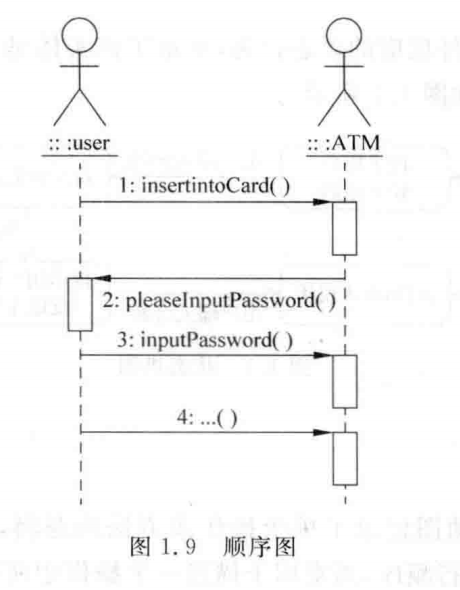 :: :user :: :ATM
1: insertintoCard( )
2: pleaseInputPassword()
3: inputPassword( )
4: ...( )
图 1.9 顺序图